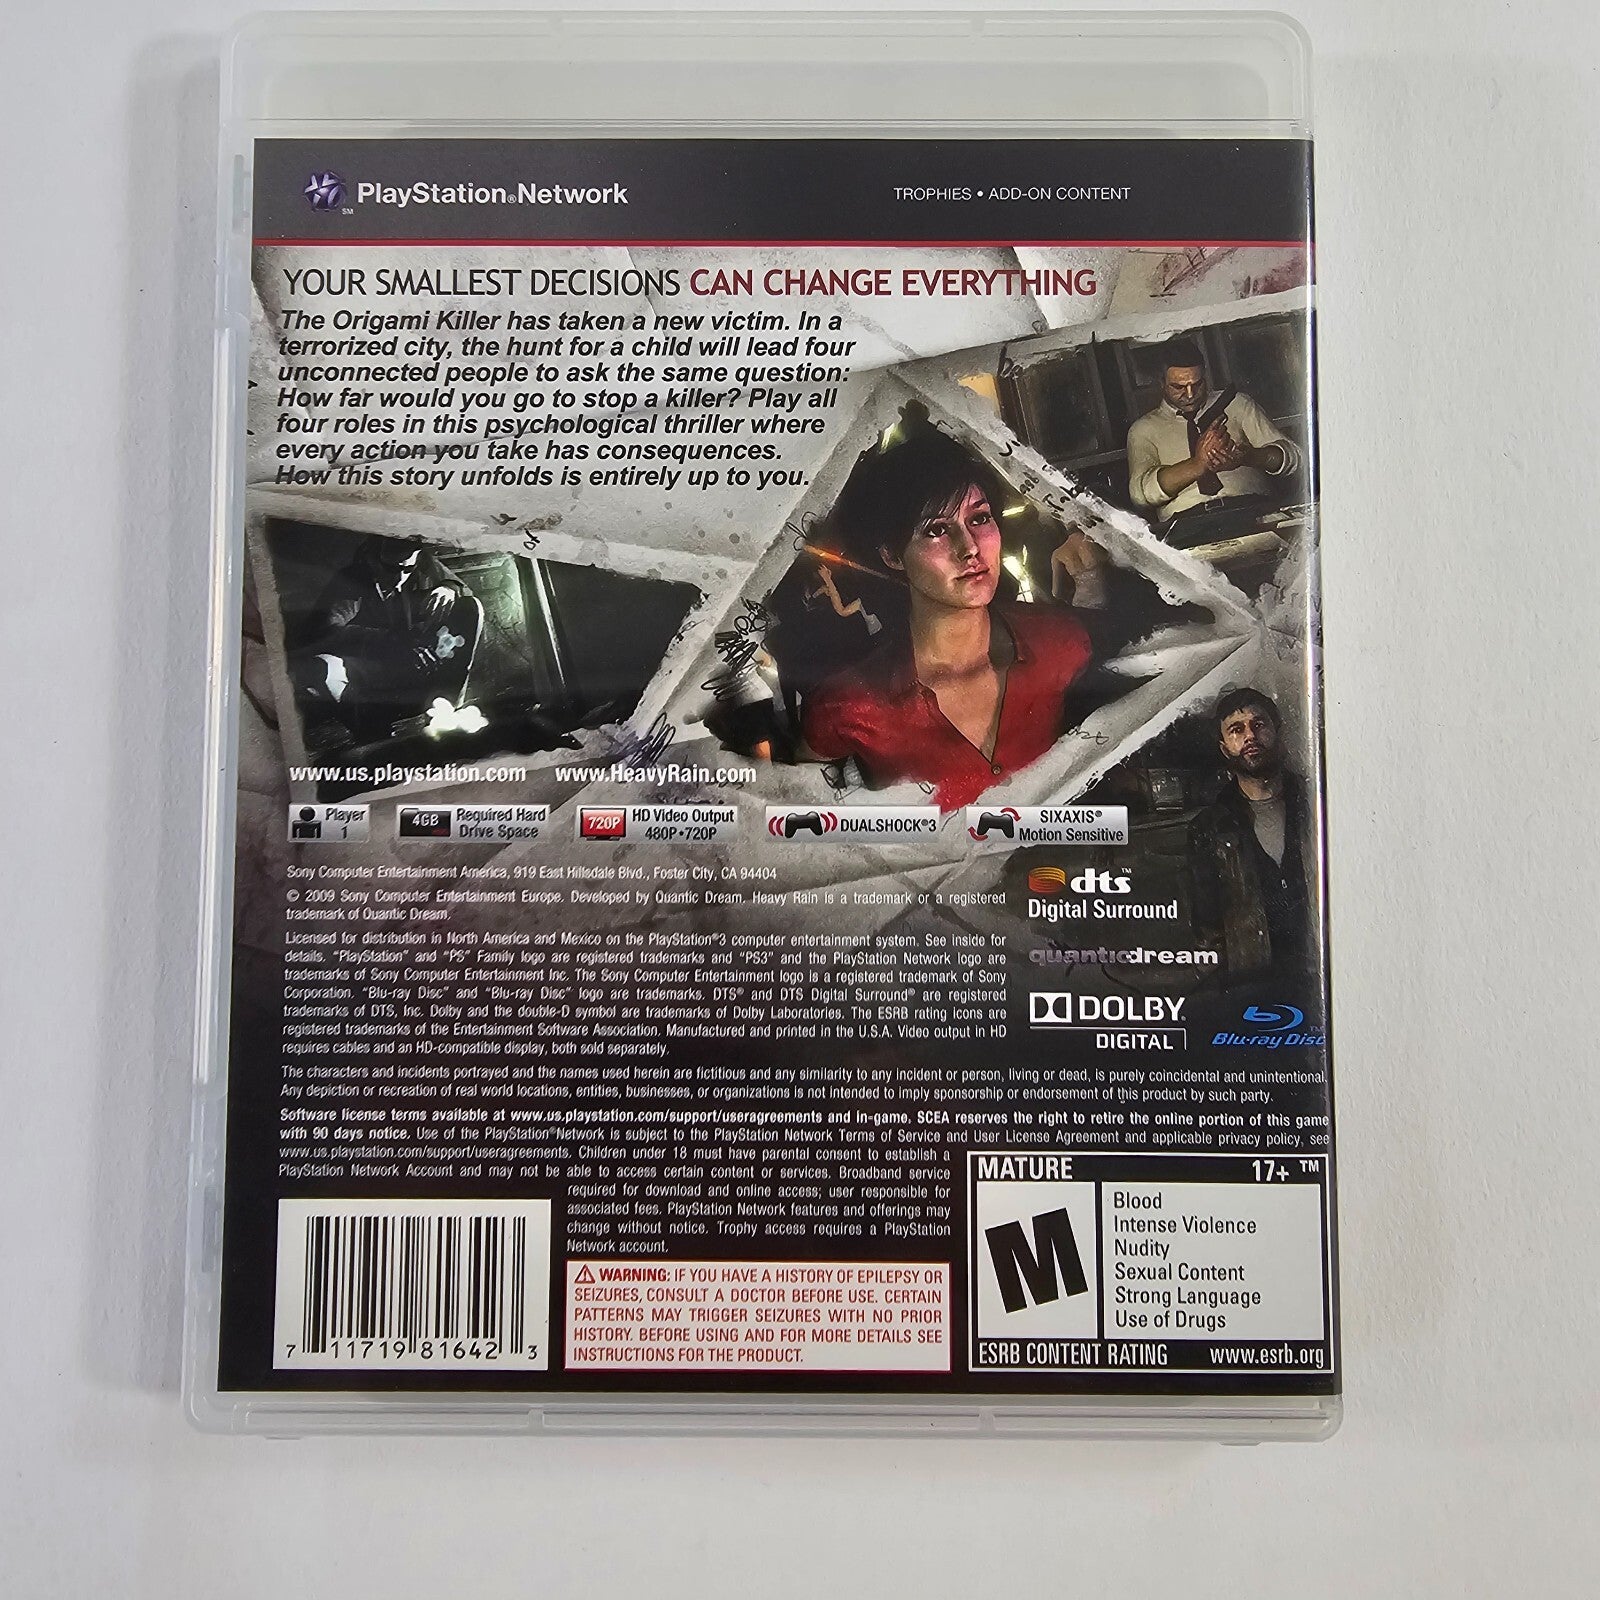 PlayStation®Network
SM
TROPHIES • ADD-ON CONTENT
YOUR SMALLEST DECISIONS CAN CHANGE EVERYTHING
The Origami Killer has taken a new victim. In a
terrorized city, the hunt for a child will lead four
unconnected people to ask the same question:
How far would you go to stop a killer? Play all
four roles in this psychological thriller where
every action you take has consequences.
How this story unfolds is entirely up to you.
www.us.playstation.com www.HeavyRain.com
Player
1
4GB
Required Hard
Drive Space
720P
HD Video Output
480P•720P
DUALSHOCK®3
SIXAXIS®
Motion Sensitive
Sony Computer Entertainment America, 919 East Hillsdale Blvd., Foster City, CA 94404
© 2009 Sony Computer Entertainment Europe. Developed by Quantic Dream. Heavy Rain is a trademark or a registered
trademark of Quantic Dream.
Licensed for distribution in North America and Mexico on the PlayStation®3 computer entertainment system. See inside for
details. "PlayStation" and "PS" Family logo are registered trademarks and "PS3" and the PlayStation Network logo are
trademarks of Sony Computer Entertainment Inc. The Sony Computer Entertainment logo is a registered trademark of Sony
Corporation. "Blu-ray Disc" and "Blu-ray Disc" logo are trademarks. DTS® and DTS Digital Surround® are registered
trademarks of DTS, Inc. Dolby and the double-D symbol are trademarks of Dolby Laboratories. The ESRB rating icons are
registered trademarks of the Entertainment Software Association. Manufactured and printed in the U.S.A. Video output in HD
requires cables and an HD-compatible display, both sold separately.
dts™
Digital Surround
quanticdream
DOLBY
DIGITAL
Blu-ray Disc
TM
The characters and incidents portrayed and the names used herein are fictitious and any similarity to any incident or person, living or dead, is purely coincidental and unintentional.
Any depiction or recreation of real world locations, entities, businesses, or organizations is not intended to imply sponsorship or endorsement of this product by such party.
Software license terms available at www.us.playstation.com/support/useragreements and in-game. SCEA reserves the right to retire the online portion of this game
with 90 days notice. Use of the PlayStation®Network is subject to the PlayStation Network Terms of Service and User License Agreement and applicable privacy policy, see
www.us.playstation.com/support/useragreements. Children under 18 must have parental consent to establish a
PlayStation Network Account and may not be able to access certain content or services. Broadband service
required for download and online access; user responsible for
associated fees. PlayStation Network features and offerings may
change without notice. Trophy access requires a PlayStation
Network account.
7 11719 81642 3
WARNING: IF YOU HAVE A HISTORY OF EPILEPSY OR
SEIZURES, CONSULT A DOCTOR BEFORE USE. CERTAIN
PATTERNS MAY TRIGGER SEIZURES WITH NO PRIOR
HISTORY. BEFORE USING AND FOR MORE DETAILS SEE
INSTRUCTIONS FOR THE PRODUCT.
MATURE 17+ ™
M
Blood
Intense Violence
Nudity
Sexual Content
Strong Language
Use of Drugs
ESRB CONTENT RATING www.esrb.org